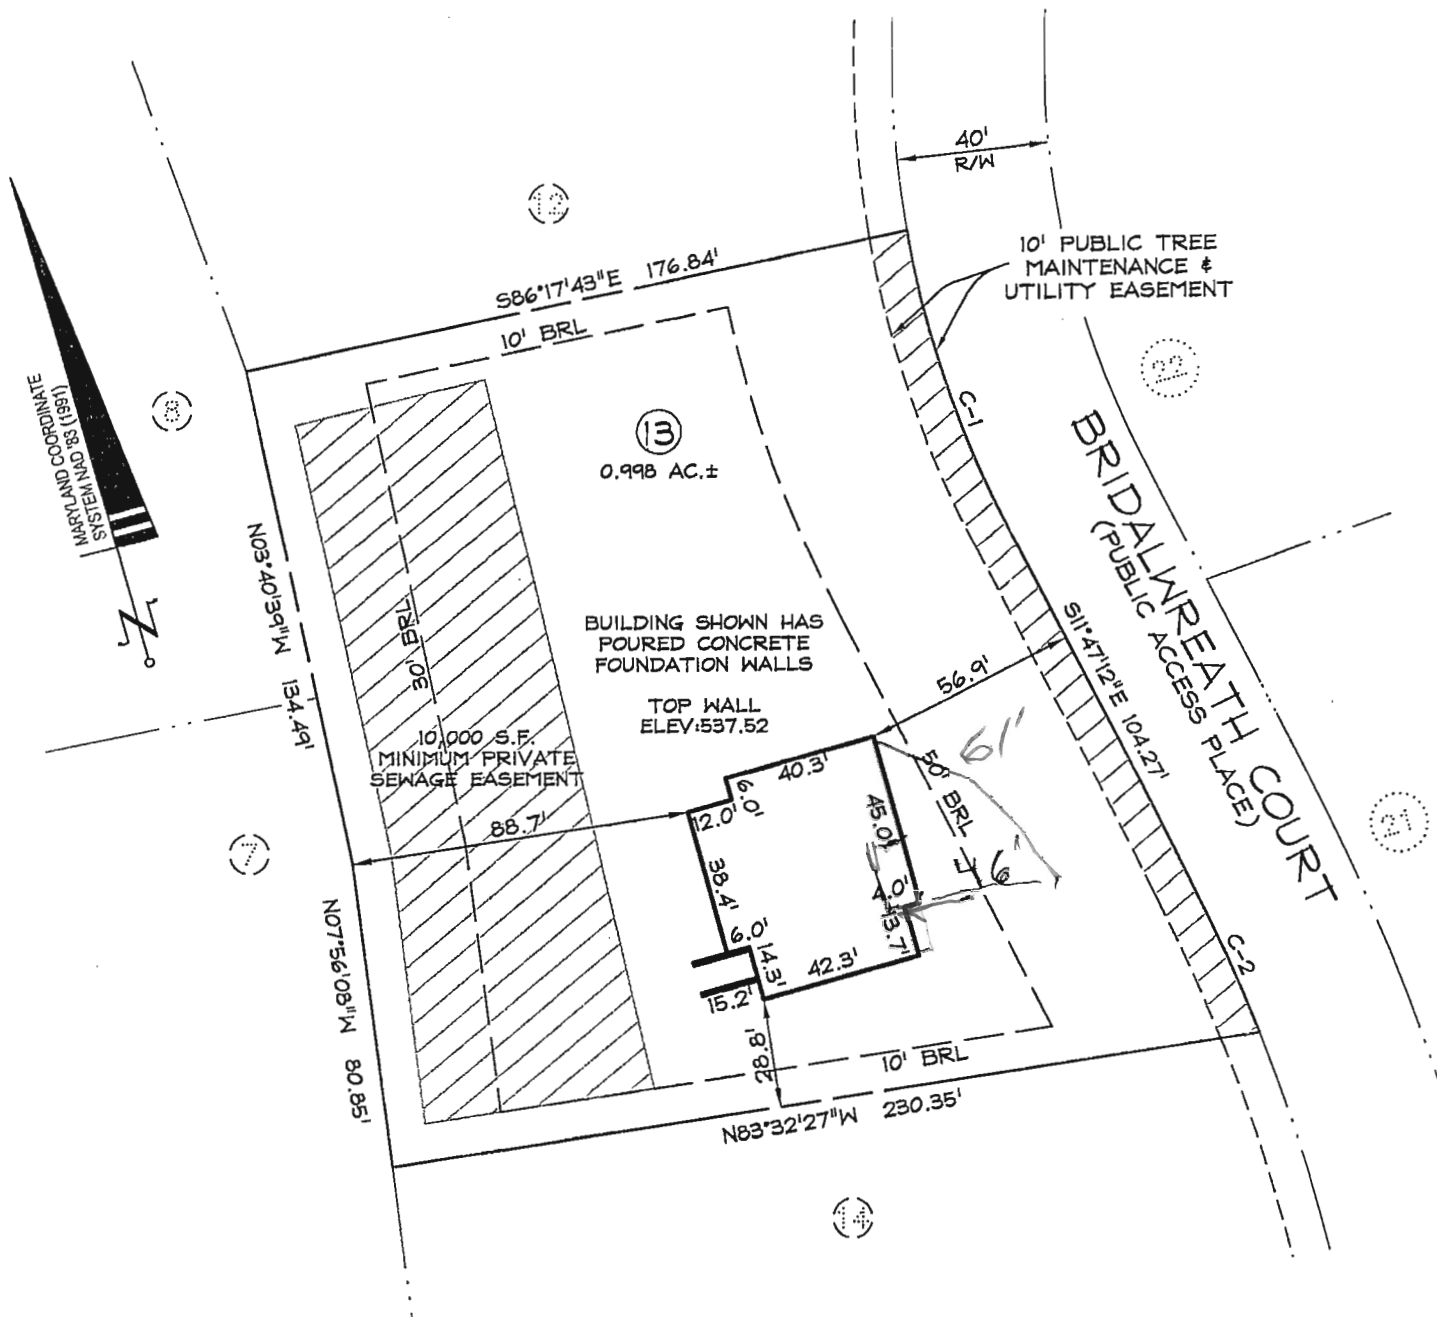 40'
R/W
12
10' PUBLIC TREE
MAINTENANCE &
UTILITY EASEMENT
S86°17'43"E 176.84'
10' BRL
22
MARYLAND COORDINATE
SYSTEM NAD '83 (1991)
8
13
0.998 AC.±
C-1
BRIDALWREATH COURT
(PUBLIC ACCESS PLACE)
N03°40'39"W 134.49'
30' BRL
BUILDING SHOWN HAS
POURED CONCRETE
FOUNDATION WALLS
TOP WALL
ELEV:537.52
S11°47'12"E 104.27'
56.9'
61'
10,000 S.F.
MINIMUM PRIVATE
SEWAGE EASEMENT
40.3'
6.0'
12.0'
50' BRL
45.0'
88.7'
21
7
38.4'
4.0'
46"
13.7'
6.0'
14.3'
42.3'
15.2'
C-2
N07°56'08"W 80.85'
28.8'
10' BRL
N83°32'27"W 230.35'
14